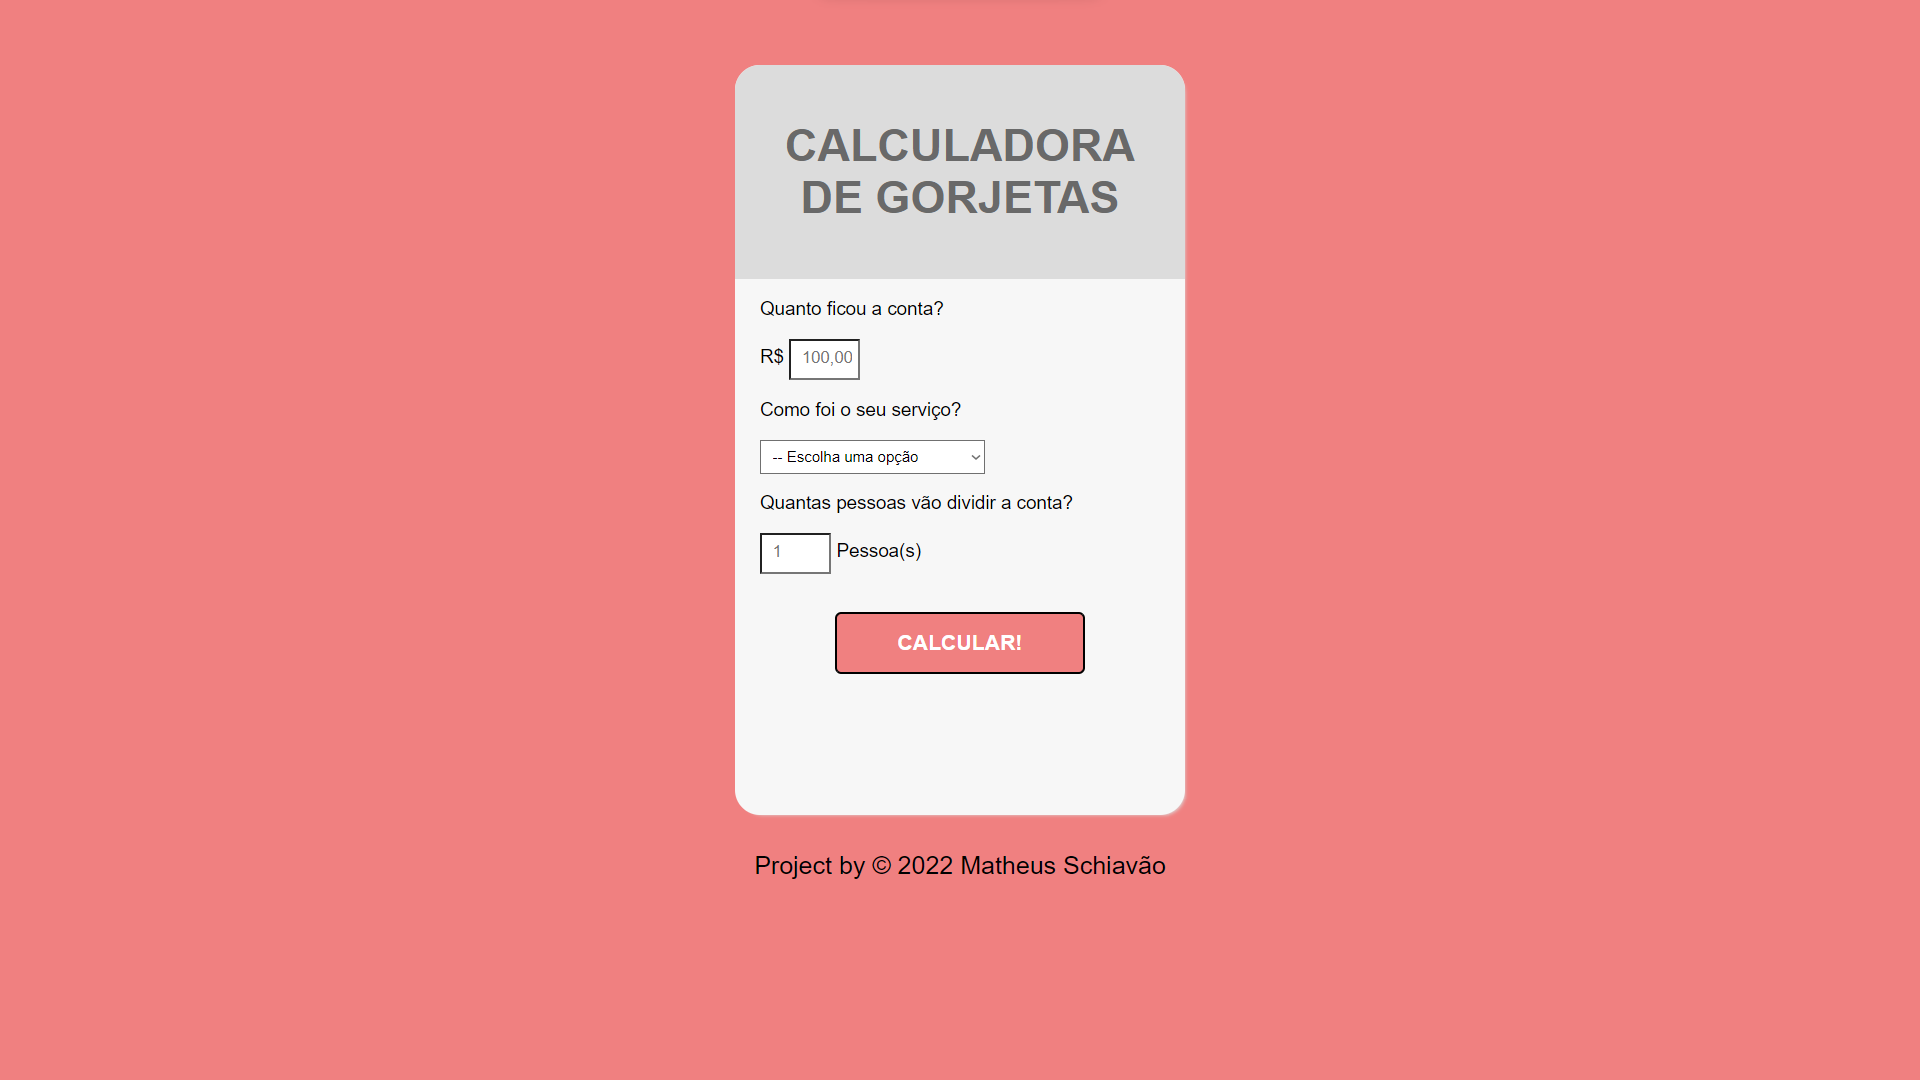 CALCULADORA
DE GORJETAS
Quanto ficou a conta?
R$ 100,00
Como foi o seu serviço?
-- Escolha uma opção
Quantas pessoas vão dividir a conta?
1 Pessoa(s)
CALCULAR!
Project by © 2022 Matheus Schiavão